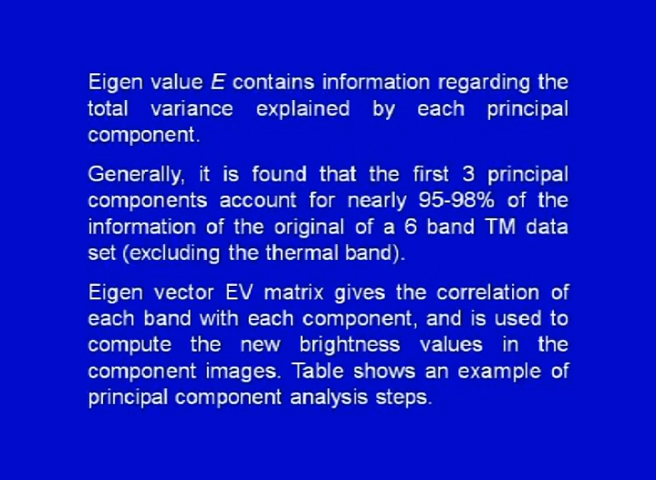 Eigen value E contains information regarding the
total variance explained by each principal
component.
Generally, it is found that the first 3 principal
components account for nearly 95-98% of the
information of the original of a 6 band TM data
set (excluding the thermal band).
Eigen vector EV matrix gives the correlation of
each band with each component, and is used to
compute the new brightness values in the
component images. Table shows an example of
principal component analysis steps.